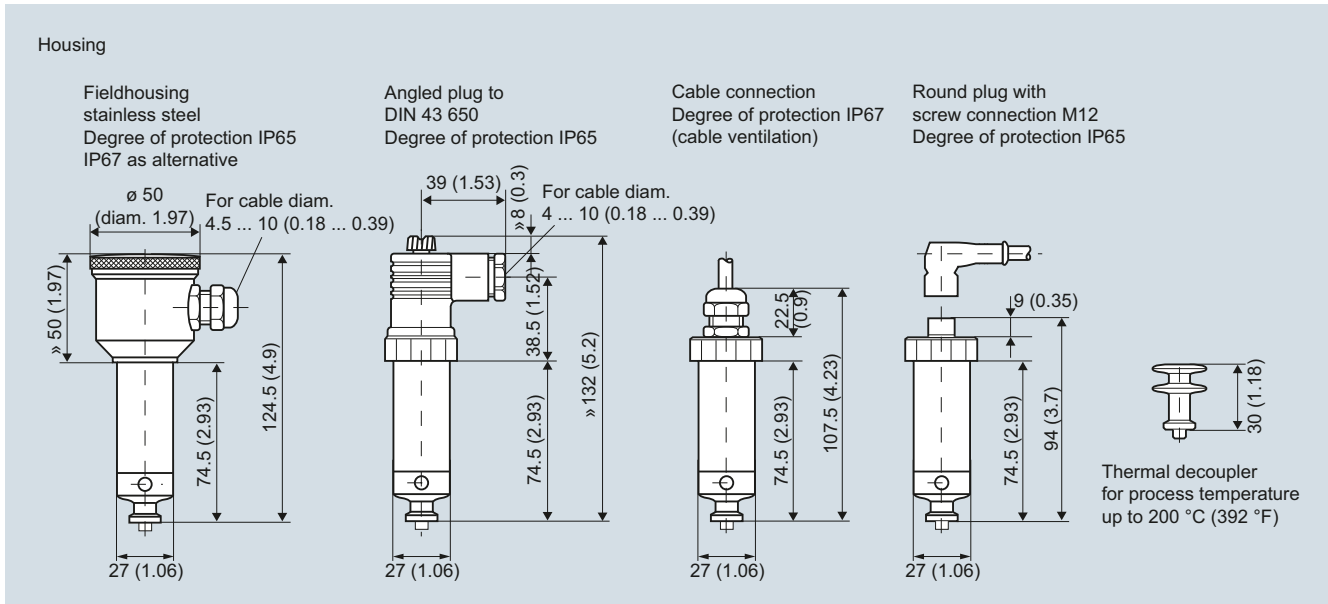 Housing
Fieldhousing
stainless steel
Degree of protection IP65
IP67 as alternative
ø 50
(diam. 1.97)
For cable diam.
4.5 ... 10 (0.18 ... 0.39)
» 50 (1.97)
74.5 (2.93)
124.5 (4.9)
27 (1.06)
Angled plug to
DIN 43 650
Degree of protection IP65
39 (1.53)
»8 (0.3)
For cable diam.
4 ... 10 (0.18 ... 0.39)
38.5 (1.52)
74.5 (2.93)
»132 (5.2)
27 (1.06)
Cable connection
Degree of protection IP67
(cable ventilation)
22.5
(0.9)
74.5 (2.93)
107.5 (4.23)
27 (1.06)
Round plug with
screw connection M12
Degree of protection IP65
9 (0.35)
74.5 (2.93)
94 (3.7)
27 (1.06)
30 (1.18)
Thermal decoupler
for process temperature
up to 200 °C (392 °F)